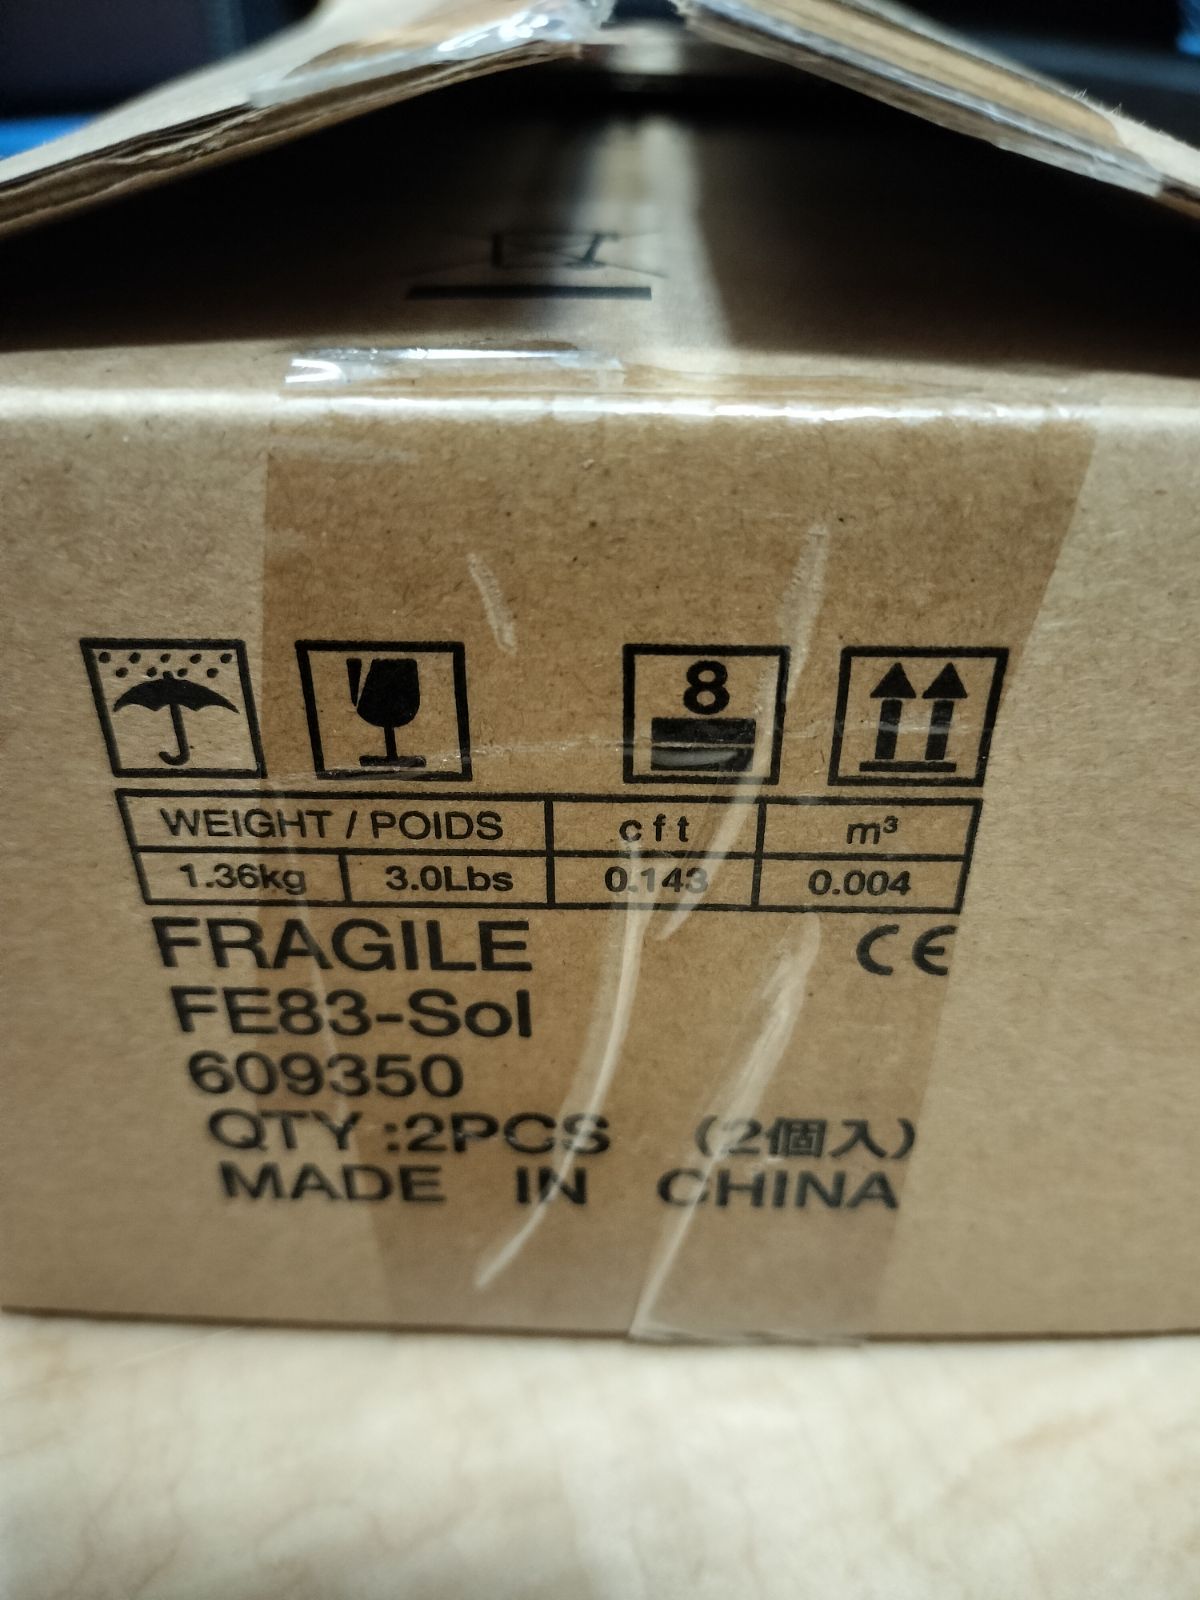 8
WEIGHT / POIDS cft m³
1.36kg 3.0Lbs 0.143 0.004
FRAGILE CE
FE83-Sol
609350
QTY :2PCS (2個入)
MADE IN CHINA